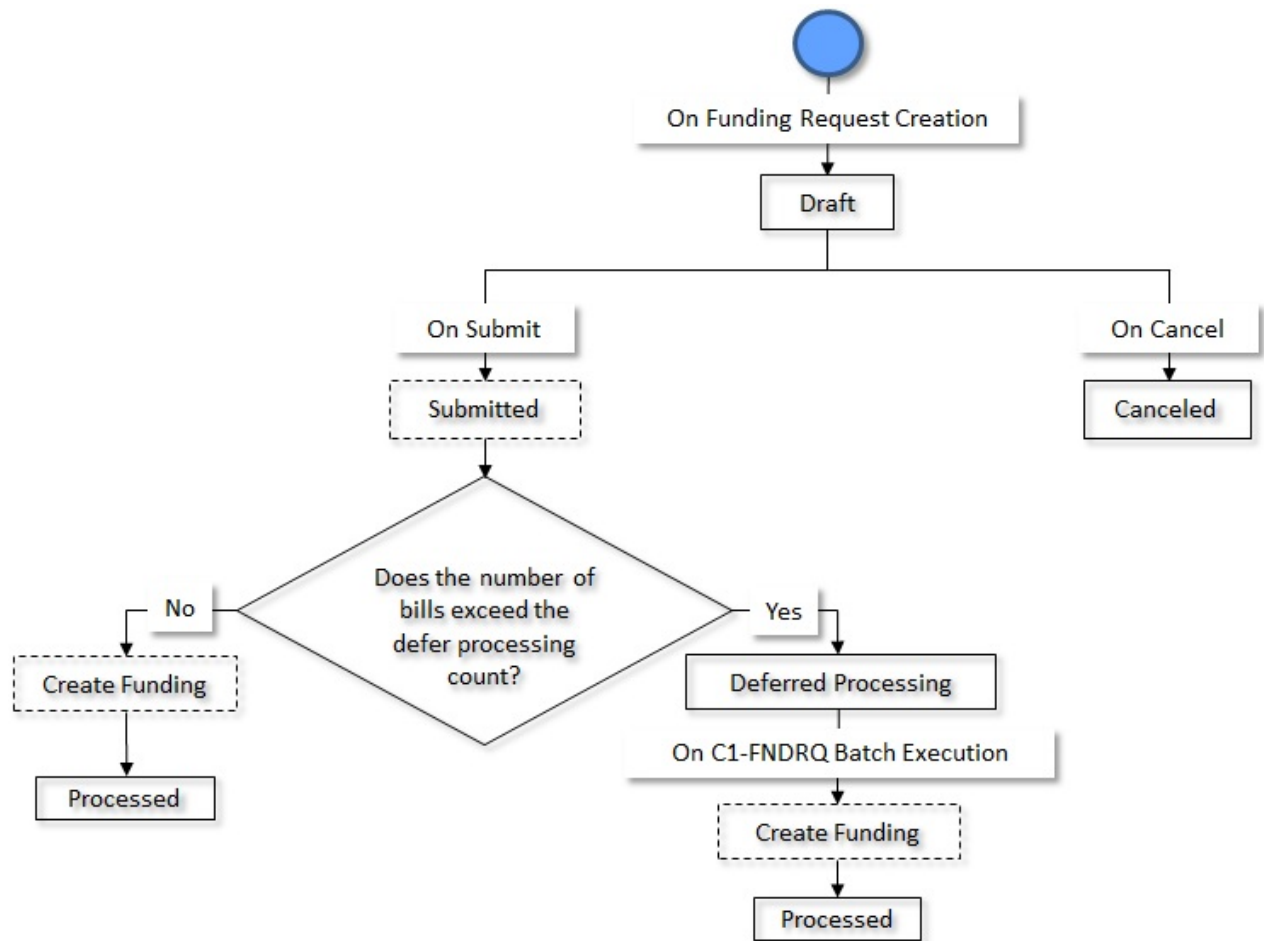 On Funding Request Creation
Draft
On Submit
On Cancel
Submitted
Canceled
Does the number of
bills exceed the
defer processing
count?
No
Yes
Create Funding
Deferred Processing
On C1-FNDRQ Batch Execution
Processed
Create Funding
Processed